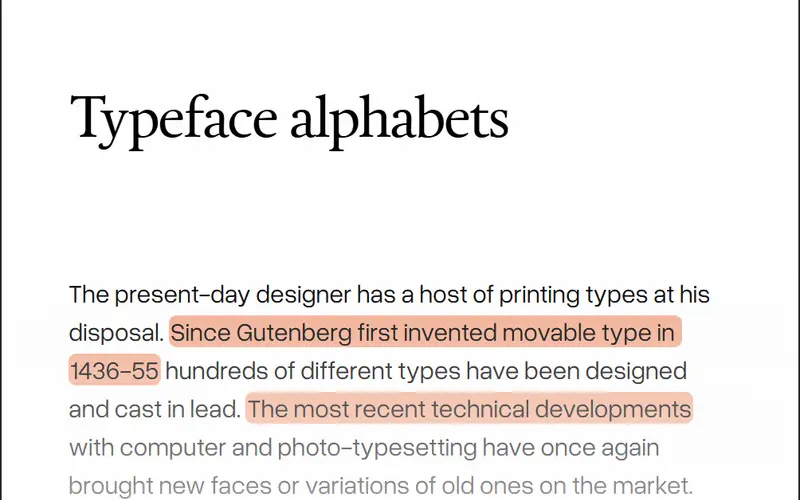 Typeface alphabets
The present-day designer has a host of printing types at his
disposal. Since Gutenberg first invented movable type in
1436–55 hundreds of different types have been designed
and cast in lead. The most recent technical developments
with computer and photo-typesetting have once again
brought new faces or variations of old ones on the market.